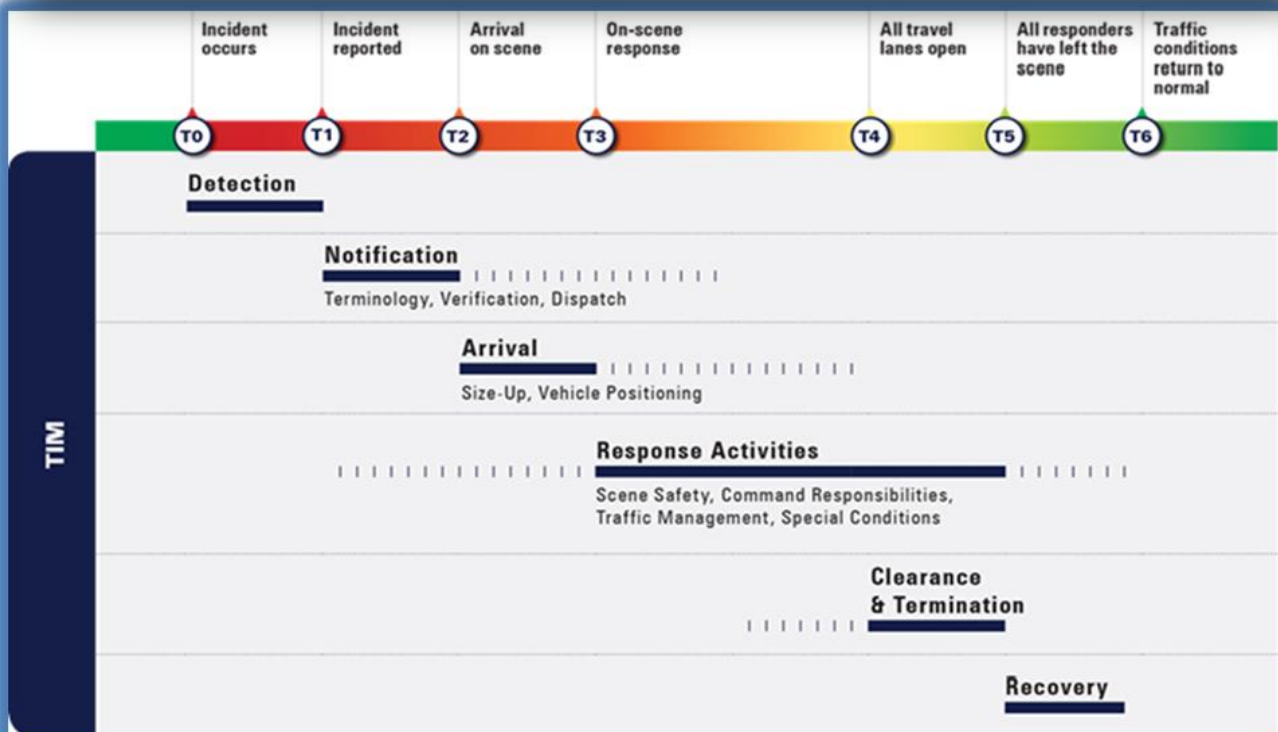 Incident
occurs
Incident
reported
Arrival
on scene
On-scene
response
All travel
lanes open
All responders
have left the
scene
Traffic
conditions
return to
normal
T0
T1
T2
T3
T4
T5
T6
TIM
Detection
Notification
Terminology, Verification, Dispatch
Arrival
Size-Up, Vehicle Positioning
Response Activities
Scene Safety, Command Responsibilities,
Traffic Management, Special Conditions
Clearance
& Termination
Recovery